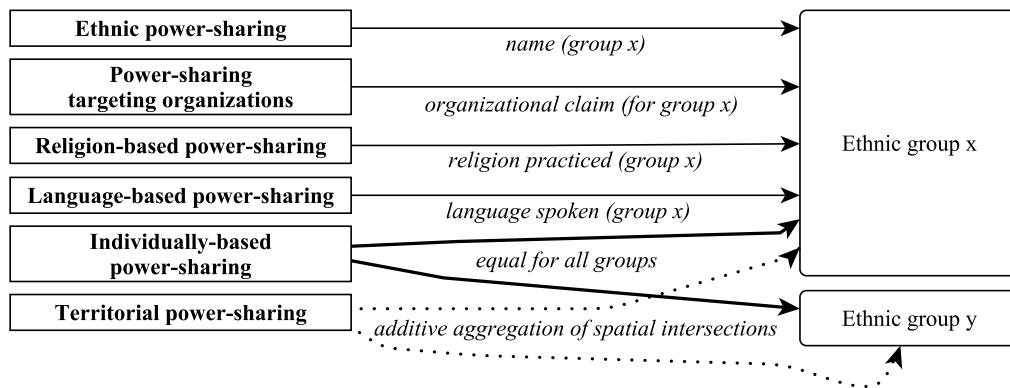 Ethnic power-sharing
name (group x)
Power-sharing
targeting organizations
organizational claim (for group x)
Religion-based power-sharing
religion practiced (group x)
Ethnic group x
Language-based power-sharing
language spoken (group x)
Individually-based
power-sharing
equal for all groups
Territorial power-sharing
additive aggregation of spatial intersections
Ethnic group y